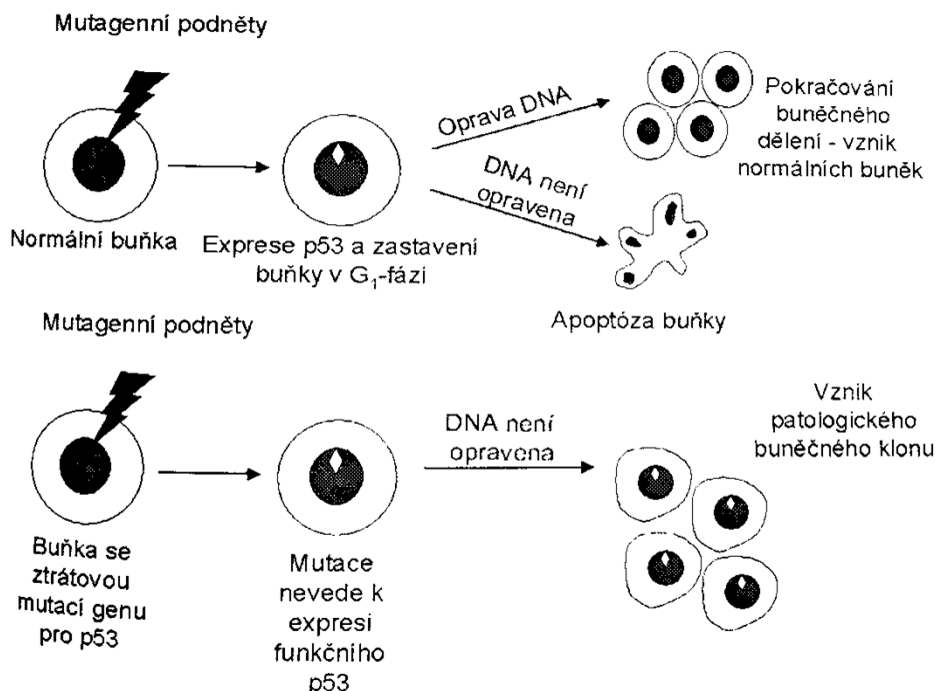 Mutagenní podněty
Normální buňka
Exprese p53 a zastavení
buňky v G₁-fázi
Oprava DNA
DNA není
opravena
Pokračování
buněčného
dělení - vznik
normálních buněk
Apoptóza buňky
Mutagenní podněty
Buňka se
ztrátovou
mutací genu
pro p53
Mutace
nevede k
expresi
funkčního
p53
DNA není
opravena
Vznik
patologického
buněčného klonu